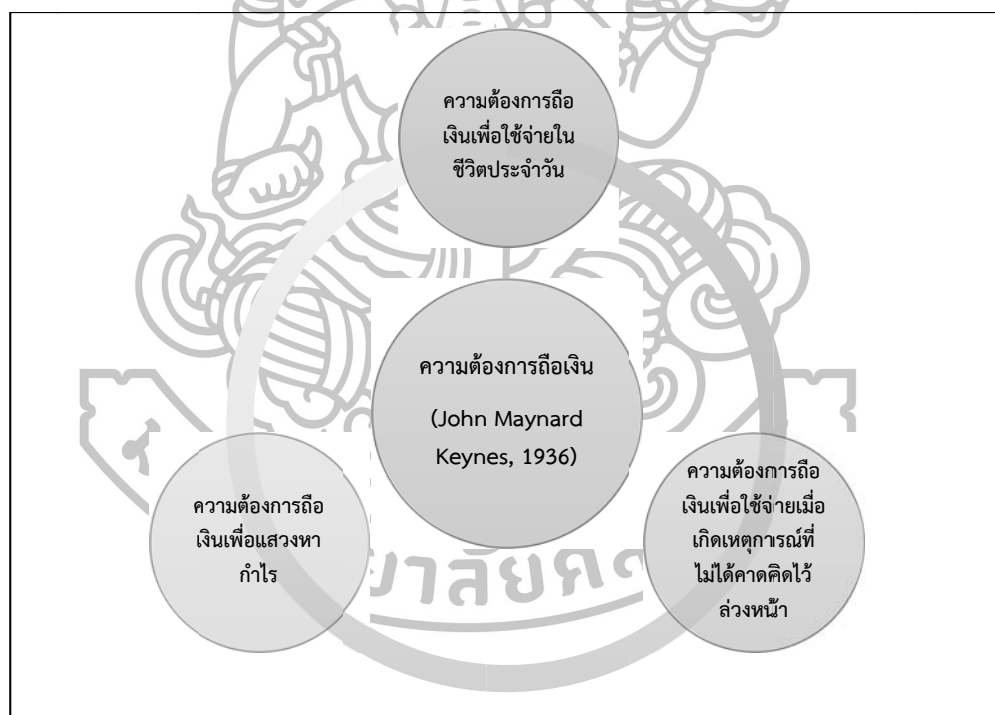 ความต้องการถือ
เงินเพื่อใช้จ่ายใน
ชีวิตประจำวัน
ความต้องการถือเงิน
(John Maynard
Keynes, 1936)
ความต้องการถือ
เงินเพื่อแสวงหา
กำไร
ความต้องการถือ
เงินเพื่อใช้จ่ายเมื่อ
เกิดเหตุการณ์ที่
ไม่ได้คาดคิดไว้
ล่วงหน้า